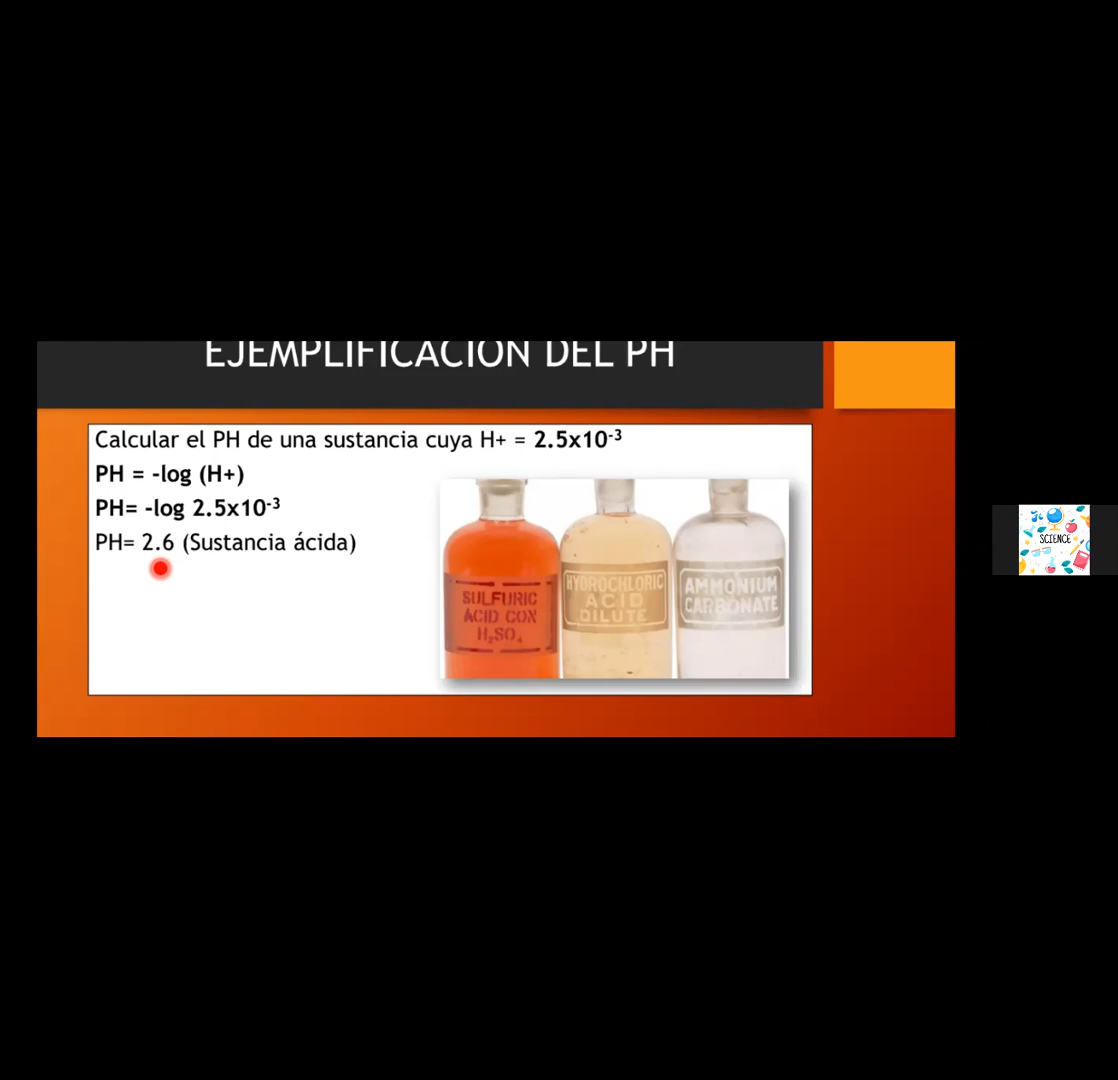 EJEMPLIFICACIÓN DEL PH
Calcular el PH de una sustancia cuya H+ = 2.5x10⁻³
PH = -log (H+)
PH= -log 2.5x10⁻³
PH= 2.6 (Sustancia ácida)
SULFURIC
ACID CON
H₂SO₄
HYDROCHLORIC
ACID
DILUTE
AMMONIUM
CARBONATE
SCIENCE